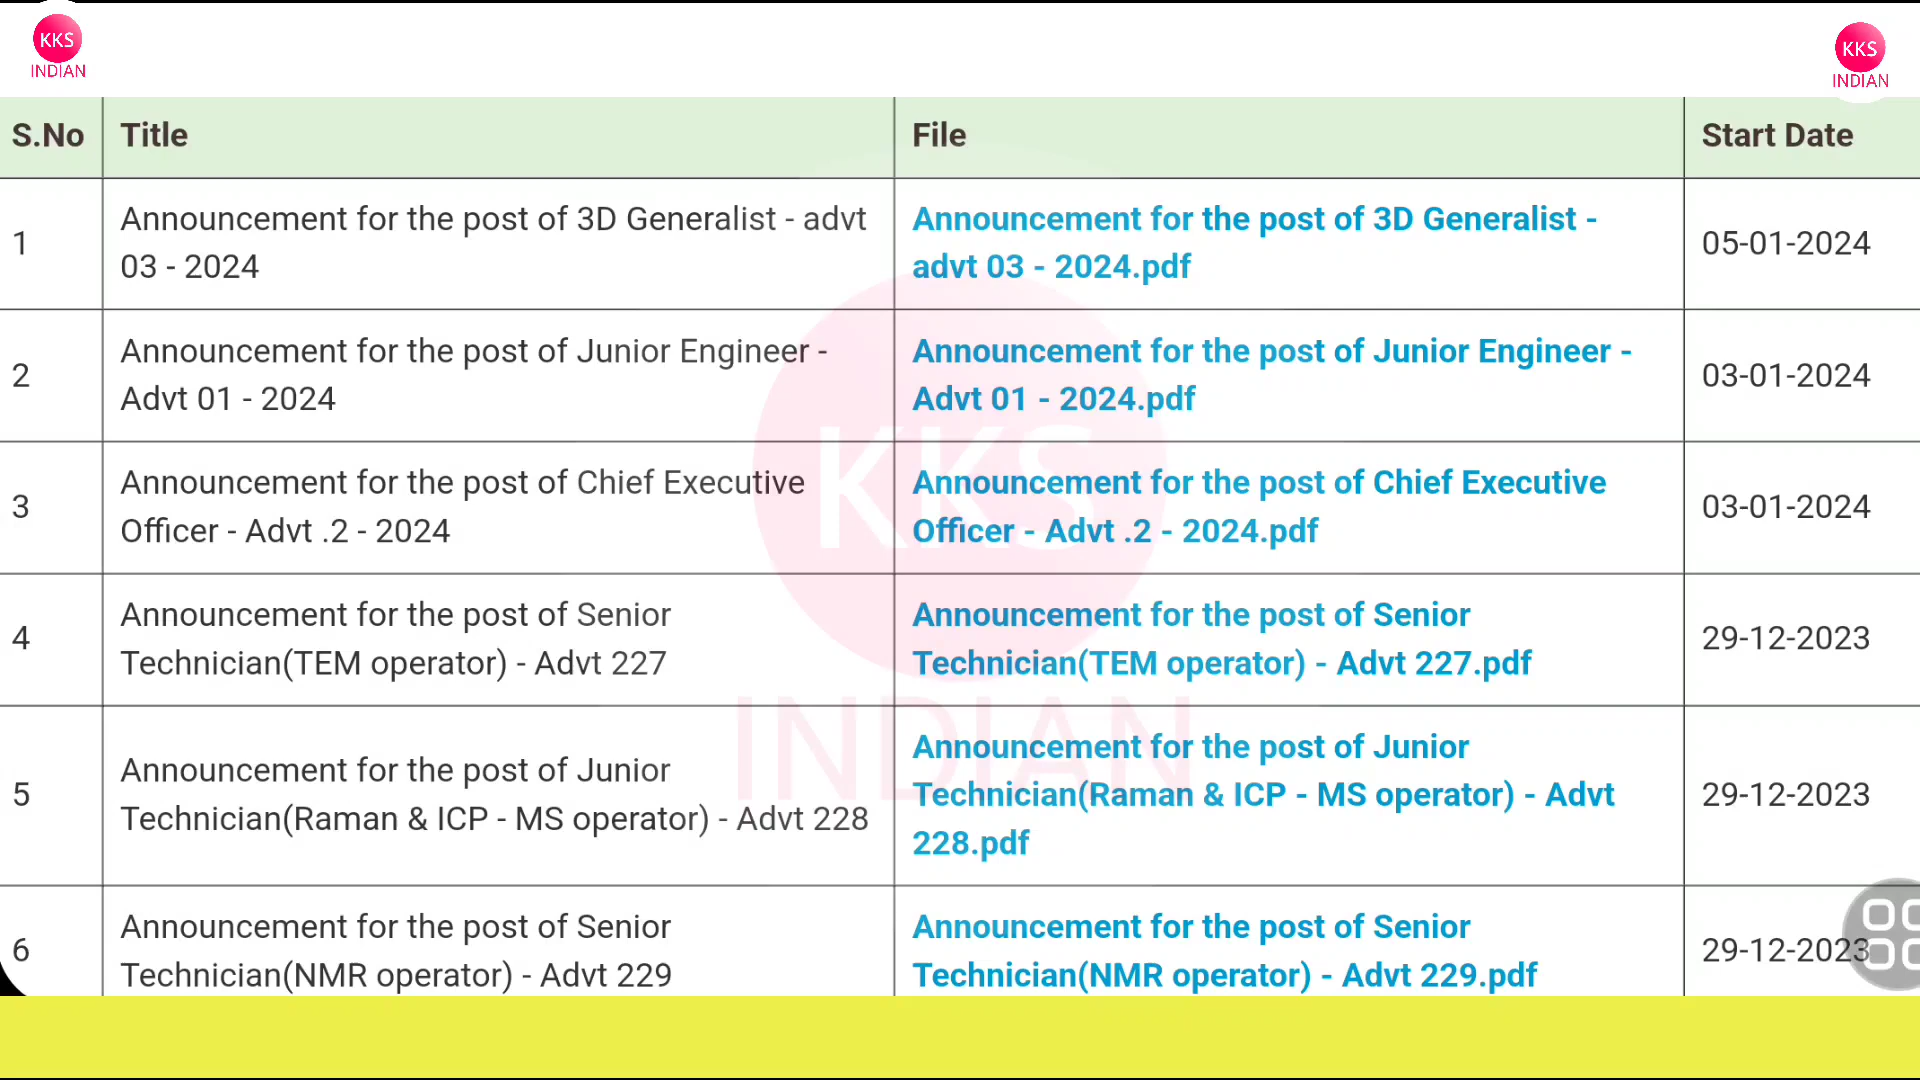 KKS
INDIAN
KKS
INDIAN
S.No Title File Start Date
1
Announcement for the post of 3D Generalist - advt
03 - 2024
Announcement for the post of 3D Generalist -
advt 03 - 2024.pdf
05-01-2024
2
Announcement for the post of Junior Engineer -
Advt 01 - 2024
Announcement for the post of Junior Engineer -
Advt 01 - 2024.pdf
03-01-2024
3
Announcement for the post of Chief Executive
Officer - Advt .2 - 2024
Announcement for the post of Chief Executive
Officer - Advt .2 - 2024.pdf
03-01-2024
4
Announcement for the post of Senior
Technician(TEM operator) - Advt 227
Announcement for the post of Senior
Technician(TEM operator) - Advt 227.pdf
29-12-2023
5
Announcement for the post of Junior
Technician(Raman & ICP - MS operator) - Advt 228
Announcement for the post of Junior
Technician(Raman & ICP - MS operator) - Advt
228.pdf
29-12-2023
6
Announcement for the post of Senior
Technician(NMR operator) - Advt 229
Announcement for the post of Senior
Technician(NMR operator) - Advt 229.pdf
29-12-2023
KKS
INDIAN